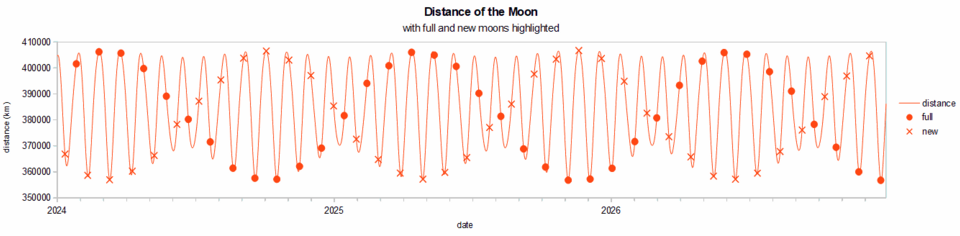 Distance of the Moon
with full and new moons highlighted
410000
400000
390000
380000
370000
360000
350000
distance (km)
2024
2025
2026
date
distance
full
new